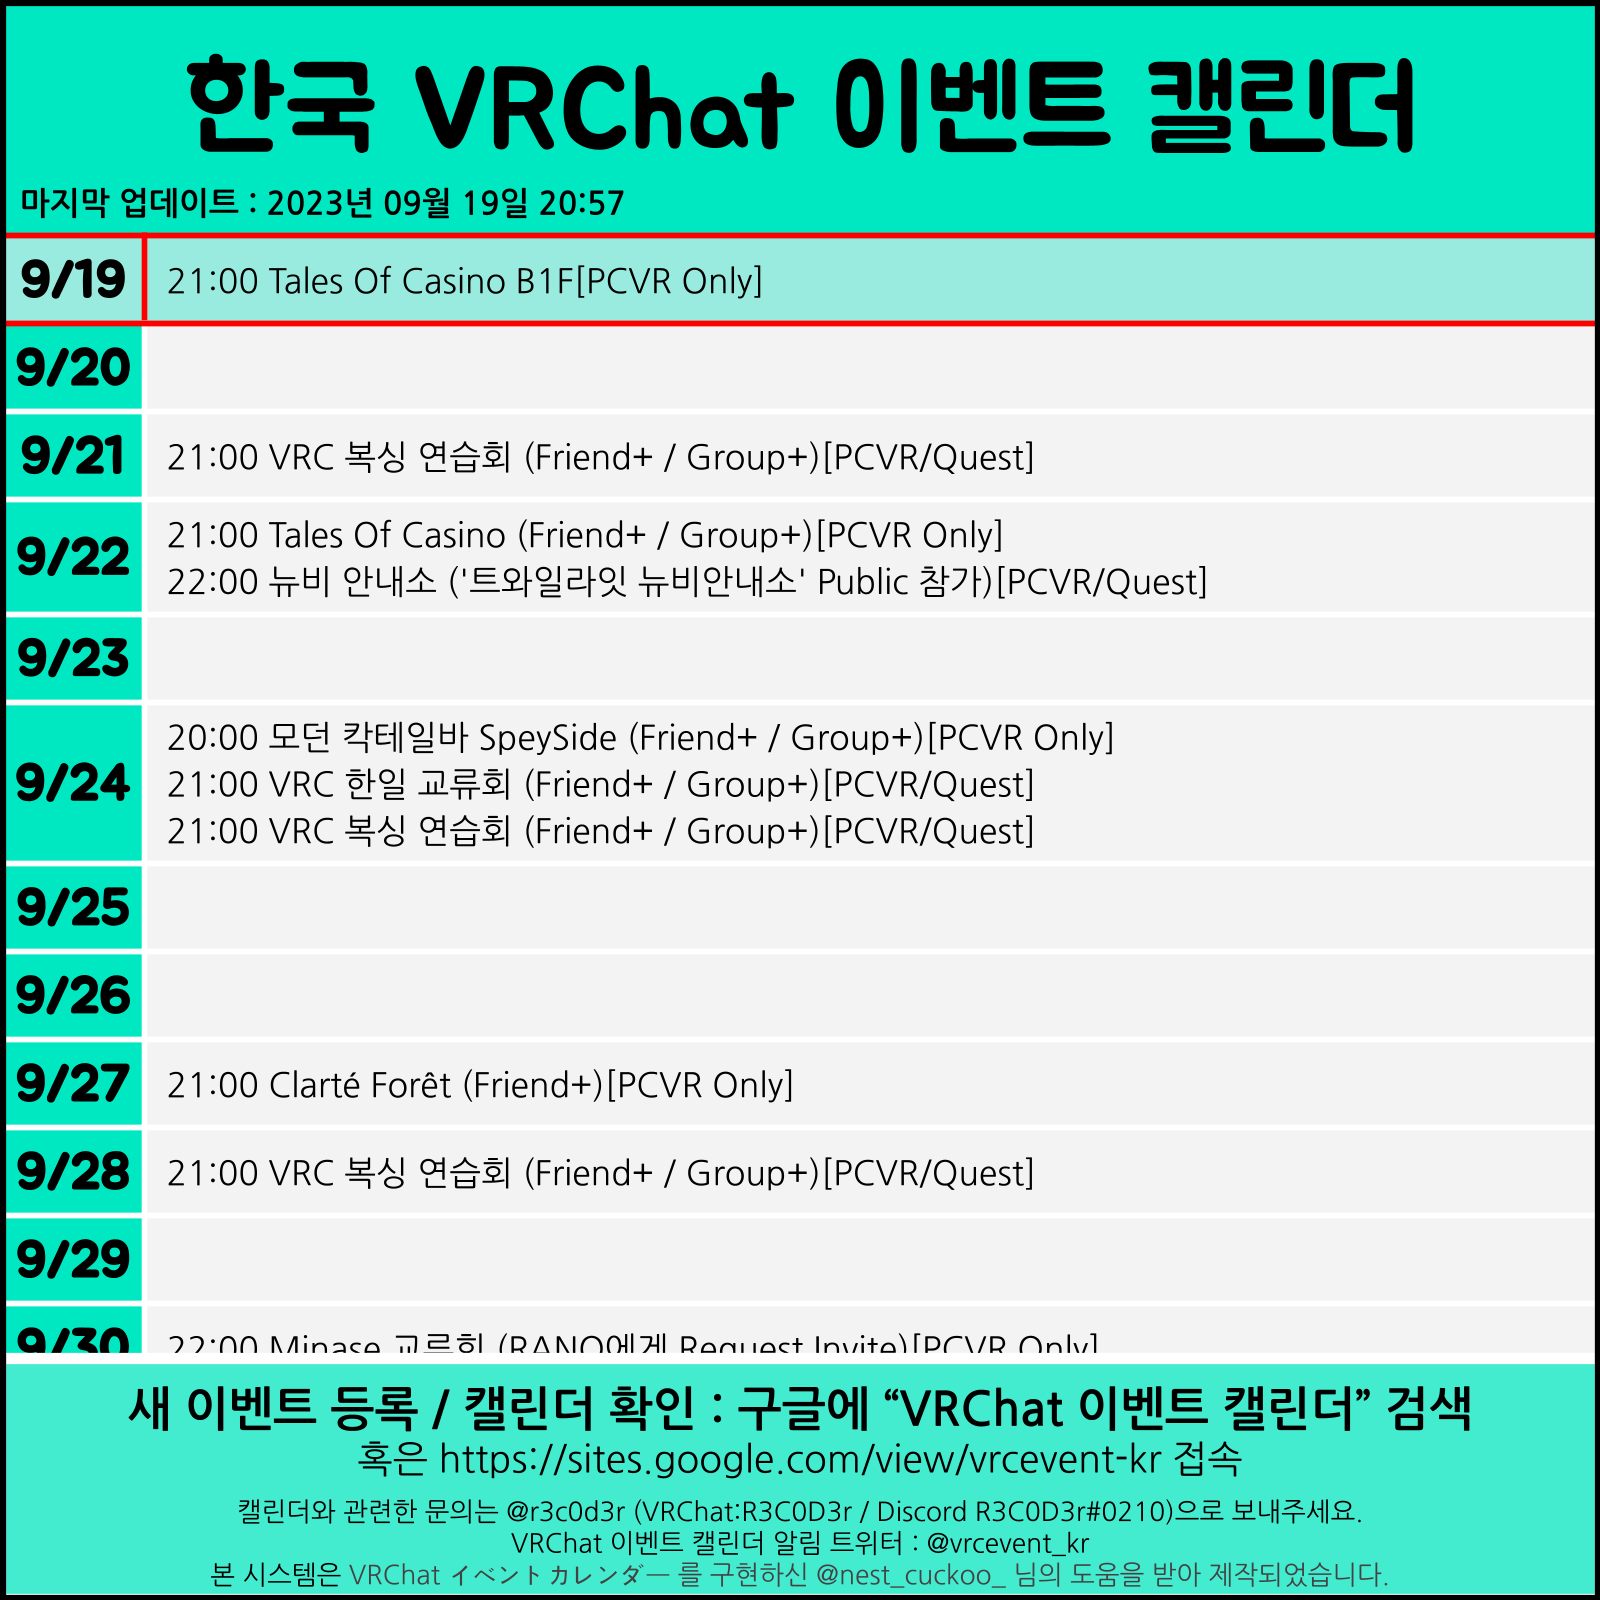 한국 VRChat 이벤트 캘린더
마지막 업데이트 : 2023년 09월 19일 20:57
9/19 21:00 Tales Of Casino B1F[PCVR Only]
9/20
9/21 21:00 VRC 복싱 연습회 (Friend+ / Group+)[PCVR/Quest]
9/22 21:00 Tales Of Casino (Friend+ / Group+)[PCVR Only]
22:00 뉴비 안내소 ('트와일라잇 뉴비안내소' Public 참가)[PCVR/Quest]
9/23
9/24 20:00 모던 칵테일바 SpeySide (Friend+ / Group+)[PCVR Only]
21:00 VRC 한일 교류회 (Friend+ / Group+)[PCVR/Quest]
21:00 VRC 복싱 연습회 (Friend+ / Group+)[PCVR/Quest]
9/25
9/26
9/27 21:00 Clarté Forêt (Friend+)[PCVR Only]
9/28 21:00 VRC 복싱 연습회 (Friend+ / Group+)[PCVR/Quest]
9/29
9/30 22:00 Minase 교류회 (RANO에게 Request Invite)[PCVR Only]
새 이벤트 등록 / 캘린더 확인 : 구글에 “VRChat 이벤트 캘린더” 검색
혹은 https://sites.google.com/view/vrcevent-kr 접속
캘린더와 관련한 문의는 @r3c0d3r (VRChat:R3C0D3r / Discord R3C0D3r#0210)으로 보내주세요.
VRChat 이벤트 캘린더 알림 트위터 : @vrcevent_kr
본 시스템은 VRChat イベントカレンダー 를 구현하신 @nest_cuckoo_ 님의 도움을 받아 제작되었습니다.